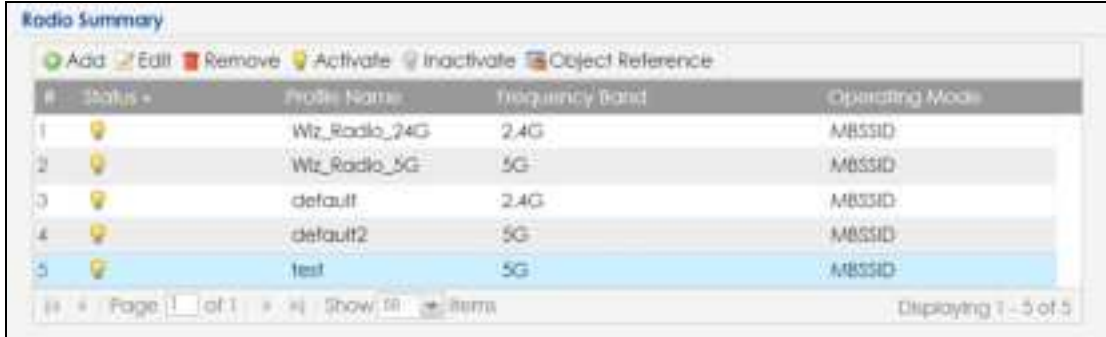 Radio Summary
Add Edit Remove Activate Inactivate Object Reference
# Status Profile Name Frequency Band Operating Mode
1 Wiz_Radio_24G 2.4G MBSSID
2 Wiz_Radio_5G 5G MBSSID
3 default 2.4G MBSSID
4 default2 5G MBSSID
5 test 5G MBSSID
Page 1 of 1 Show 50 items Displaying 1 - 5 of 5